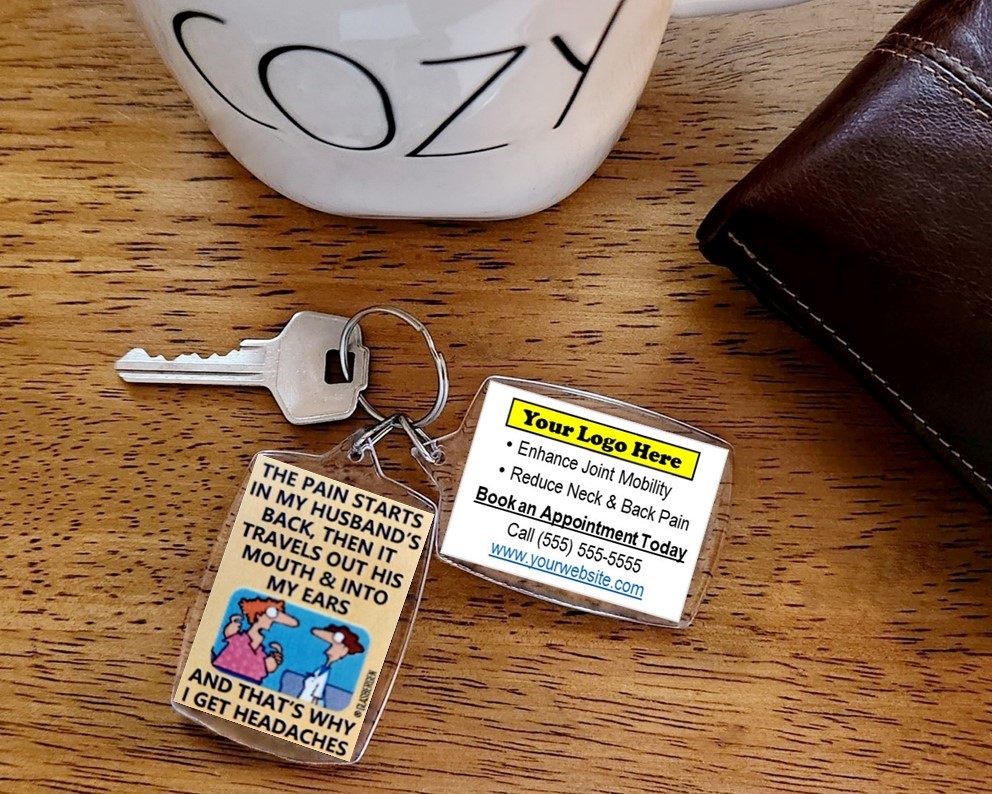 COZY
THE PAIN STARTS
IN MY HUSBAND'S
BACK, THEN IT
TRAVELS OUT HIS
MOUTH & INTO
MY EARS
AND THAT'S WHY
I GET HEADACHES
©GLASBERGEN
Your Logo Here
• Enhance Joint Mobility
• Reduce Neck & Back Pain
Book an Appointment Today
Call (555) 555-5555
www.yourwebsite.com